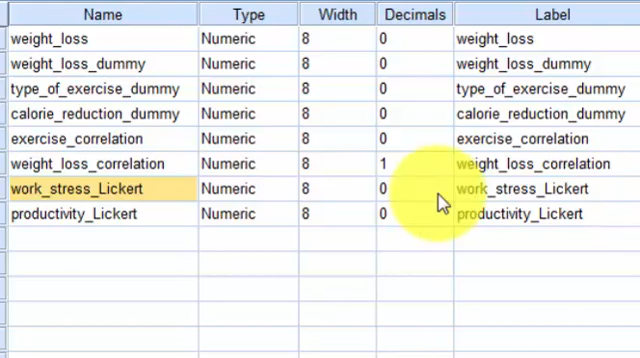 Name Type Width Decimals Label
weight_loss Numeric 8 0 weight_loss
weight_loss_dummy Numeric 8 0 weight_loss_dummy
type_of_exercise_dummy Numeric 8 0 type_of_exercise_dummy
calorie_reduction_dummy Numeric 8 0 calorie_reduction_dummy
exercise_correlation Numeric 8 0 exercise_correlation
weight_loss_correlation Numeric 8 1 weight_loss_correlation
work_stress_Lickert Numeric 8 0 work_stress_Lickert
productivity_Lickert Numeric 8 0 productivity_Lickert